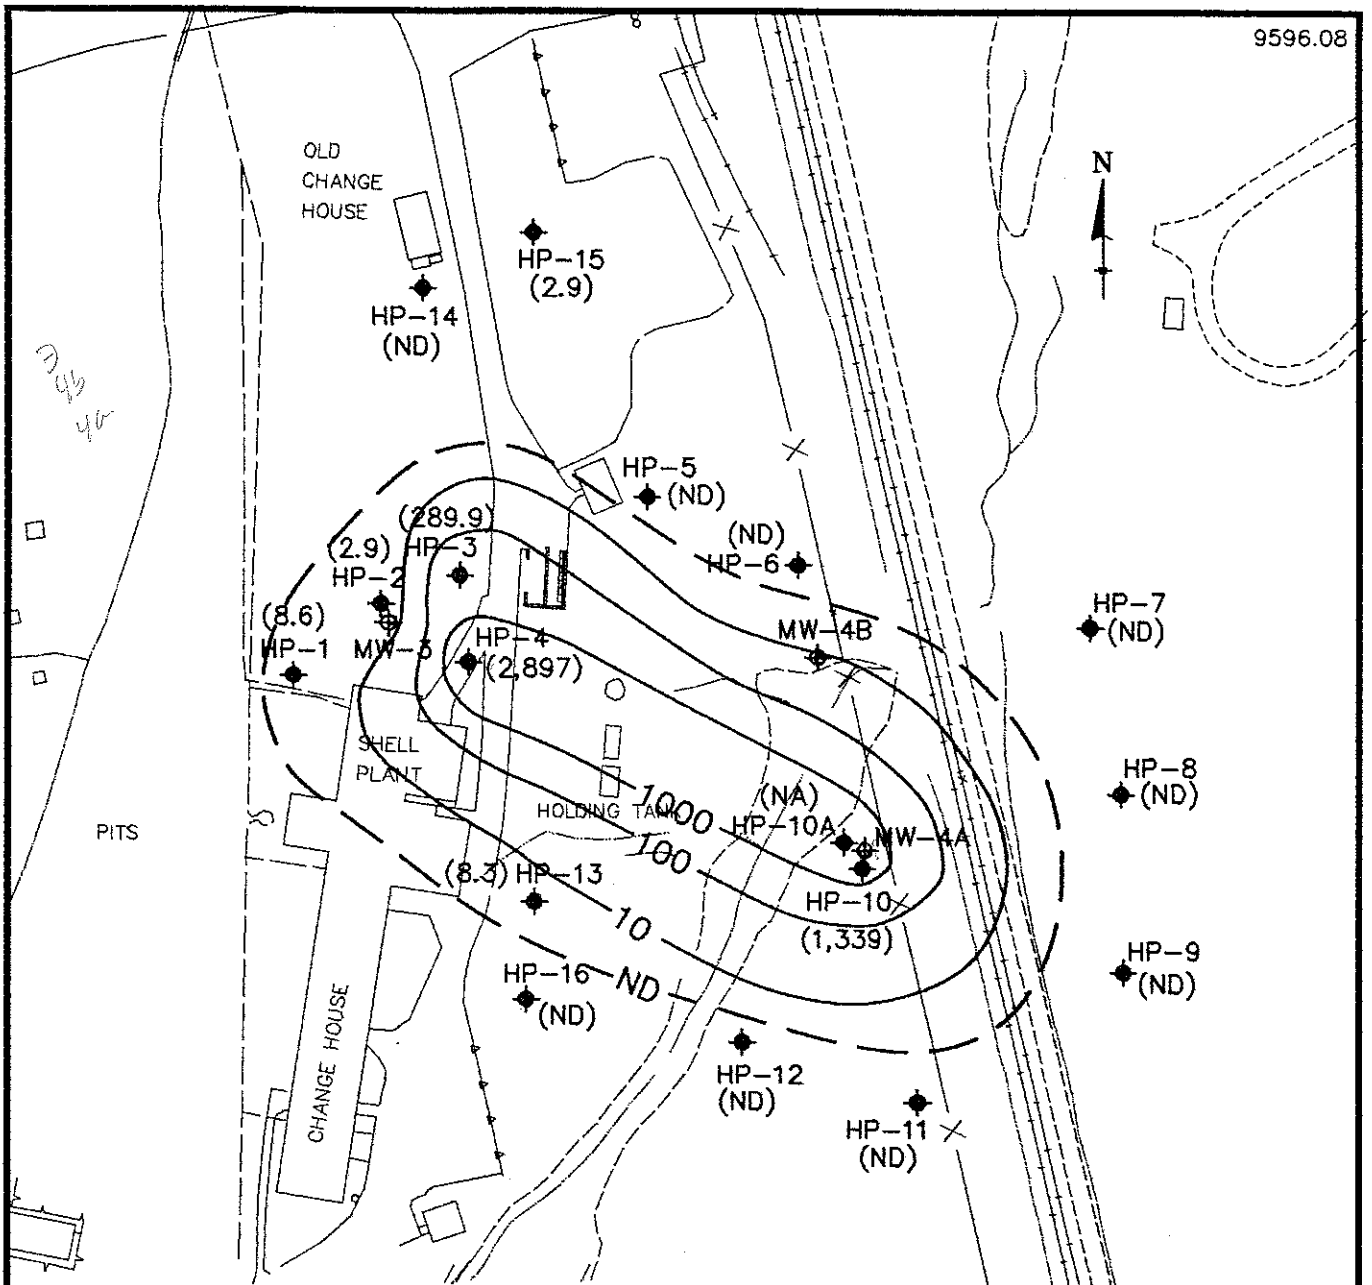 9596.08
OLD
CHANGE
HOUSE
N
HP-15
(2.9)
HP-14
(ND)
3
4b
4a
HP-5
(ND)
(289.9)
HP-3
(ND)
HP-6
(2.9)
HP-2
HP-7
(ND)
(8.6)
HP-1
MW-3
HP-4
(2,897)
MW-4B
SHELL
PLANT
HP-8
(ND)
1000
HOLDING TANK
(NA)
HP-10A
MW-4A
PITS
100
(8.3) HP-13
HP-10
(1,339)
10
HP-9
(ND)
HP-16
(ND)
ND
CHANGE HOUSE
HP-12
(ND)
HP-11
(ND)